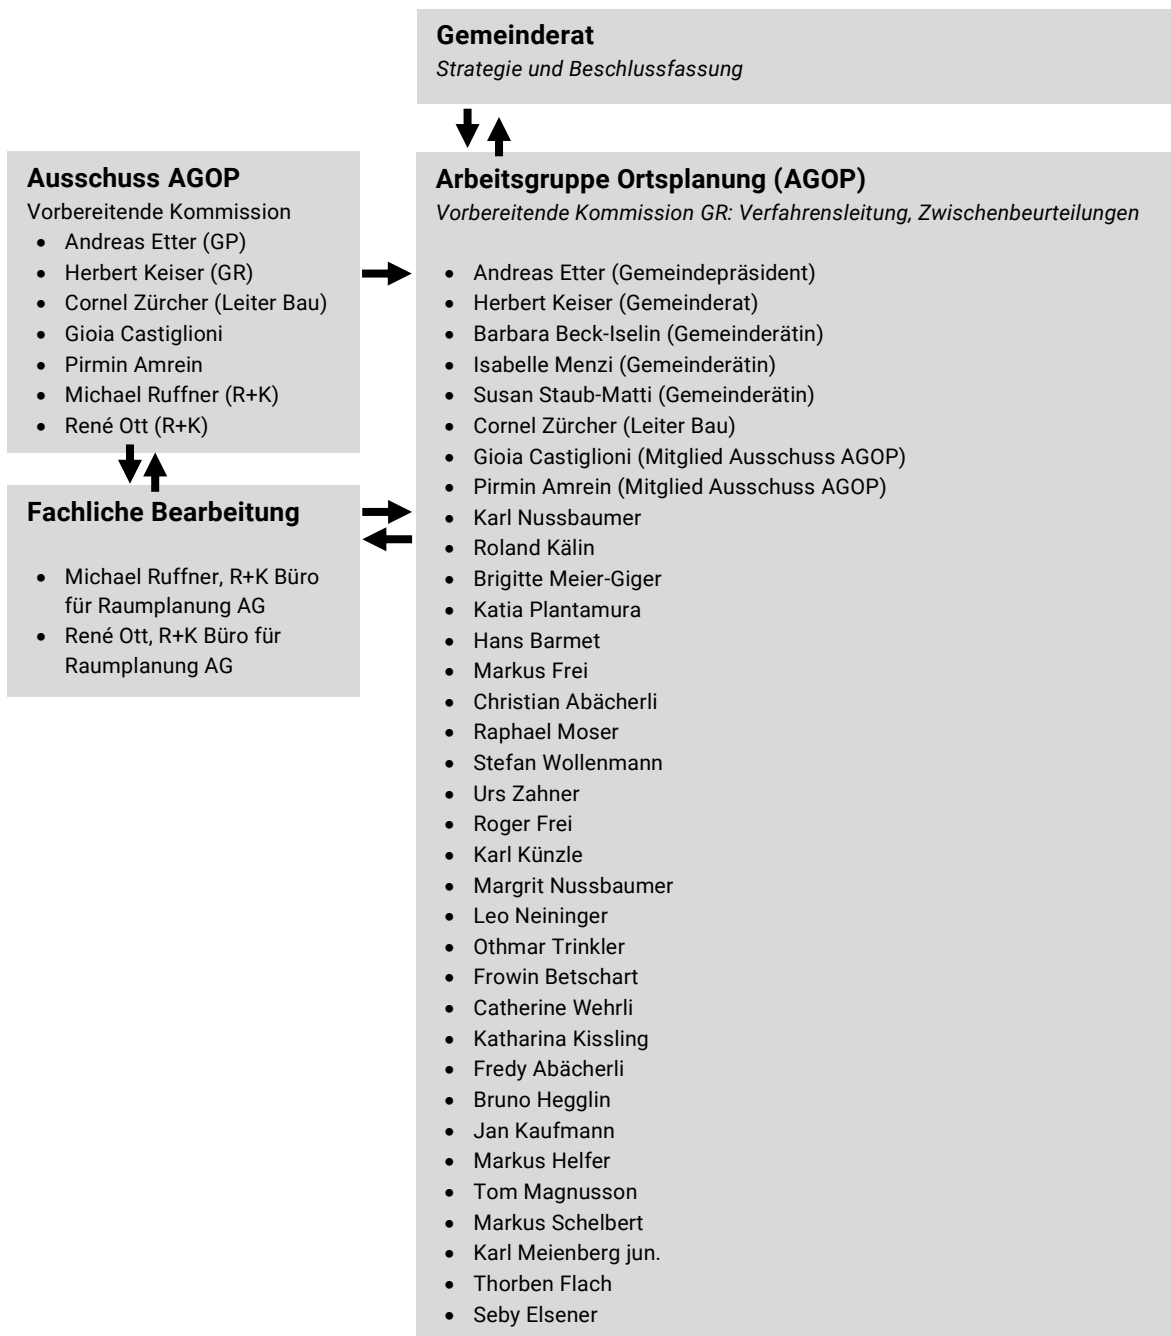 Gemeinderat
Strategie und Beschlussfassung
Ausschuss AGOP
Vorbereitende Kommission
• Andreas Etter (GP)
• Herbert Keiser (GR)
• Cornel Zürcher (Leiter Bau)
• Gioia Castiglioni
• Pirmin Amrein
• Michael Ruffner (R+K)
• René Ott (R+K)
Fachliche Bearbeitung
• Michael Ruffner, R+K Büro
für Raumplanung AG
• René Ott, R+K Büro für
Raumplanung AG
Arbeitsgruppe Ortsplanung (AGOP)
Vorbereitende Kommission GR: Verfahrensleitung, Zwischenbeurteilungen
• Andreas Etter (Gemeindepräsident)
• Herbert Keiser (Gemeinderat)
• Barbara Beck-Iselin (Gemeinderätin)
• Isabelle Menzi (Gemeinderätin)
• Susan Staub-Matti (Gemeinderätin)
• Cornel Zürcher (Leiter Bau)
• Gioia Castiglioni (Mitglied Ausschuss AGOP)
• Pirmin Amrein (Mitglied Ausschuss AGOP)
• Karl Nussbaumer
• Roland Kälin
• Brigitte Meier-Giger
• Katia Plantamura
• Hans Barmet
• Markus Frei
• Christian Abächerli
• Raphael Moser
• Stefan Wollenmann
• Urs Zahner
• Roger Frei
• Karl Künzle
• Margrit Nussbaumer
• Leo Neininger
• Othmar Trinkler
• Frowin Betschart
• Catherine Wehrli
• Katharina Kissling
• Fredy Abächerli
• Bruno Hegglin
• Jan Kaufmann
• Markus Helfer
• Tom Magnusson
• Markus Schelbert
• Karl Meienberg jun.
• Thorben Flach
• Seby Elsener